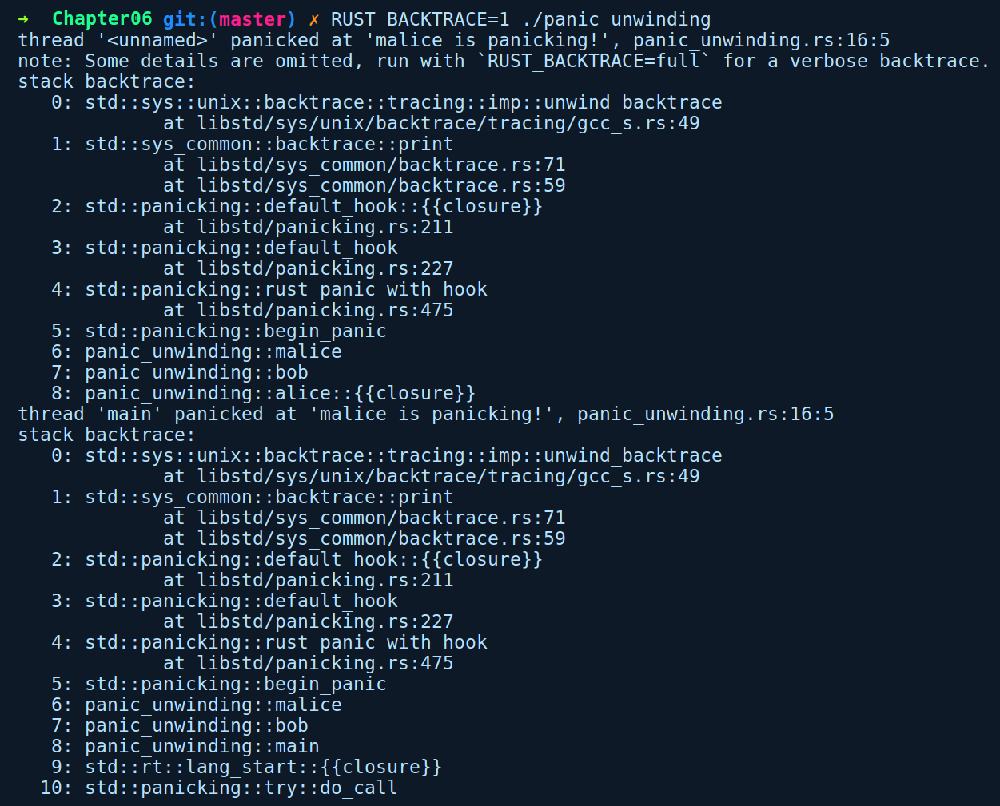 ➜  Chapter06 git:(master) ✗ RUST_BACKTRACE=1 ./panic_unwinding
thread '<unnamed>' panicked at 'malice is panicking!', panic_unwinding.rs:16:5
note: Some details are omitted, run with `RUST_BACKTRACE=full` for a verbose backtrace.
stack backtrace:
   0: std::sys::unix::backtrace::tracing::imp::unwind_backtrace
             at libstd/sys/unix/backtrace/tracing/gcc_s.rs:49
   1: std::sys_common::backtrace::print
             at libstd/sys_common/backtrace.rs:71
             at libstd/sys_common/backtrace.rs:59
   2: std::panicking::default_hook::{{closure}}
             at libstd/panicking.rs:211
   3: std::panicking::default_hook
             at libstd/panicking.rs:227
   4: std::panicking::rust_panic_with_hook
             at libstd/panicking.rs:475
   5: std::panicking::begin_panic
   6: panic_unwinding::malice
   7: panic_unwinding::bob
   8: panic_unwinding::alice::{{closure}}
thread 'main' panicked at 'malice is panicking!', panic_unwinding.rs:16:5
stack backtrace:
   0: std::sys::unix::backtrace::tracing::imp::unwind_backtrace
             at libstd/sys/unix/backtrace/tracing/gcc_s.rs:49
   1: std::sys_common::backtrace::print
             at libstd/sys_common/backtrace.rs:71
             at libstd/sys_common/backtrace.rs:59
   2: std::panicking::default_hook::{{closure}}
             at libstd/panicking.rs:211
   3: std::panicking::default_hook
             at libstd/panicking.rs:227
   4: std::panicking::rust_panic_with_hook
             at libstd/panicking.rs:475
   5: std::panicking::begin_panic
   6: panic_unwinding::malice
   7: panic_unwinding::bob
   8: panic_unwinding::main
   9: std::rt::lang_start::{{closure}}
  10: std::panicking::try::do_call